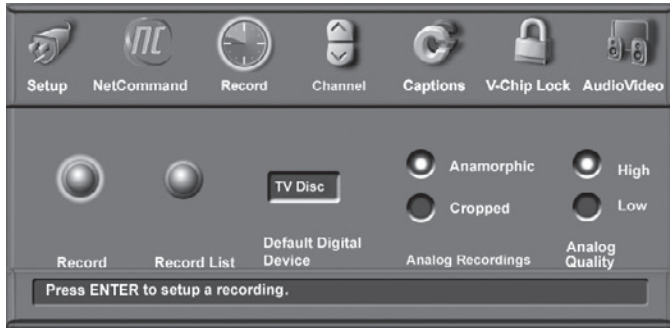 Setup NetCommand Record Channel Captions V-Chip Lock AudioVideo
Anamorphic High
TV Disc
Cropped Low
Record Record List Default Digital Device Analog Recordings Analog Quality
Press ENTER to setup a recording.